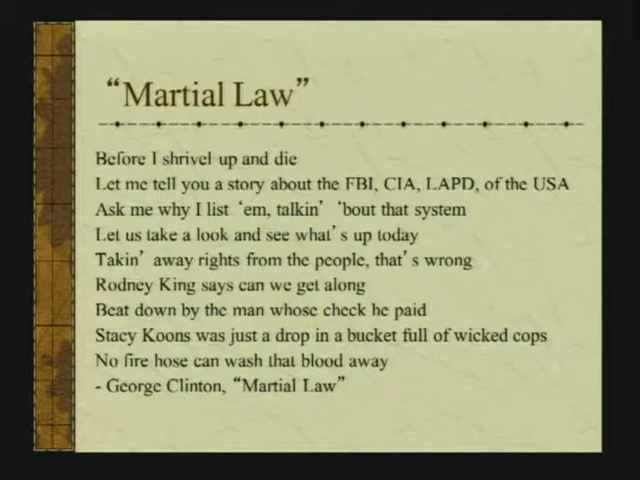 “Martial Law”
Before I shrivel up and die
Let me tell you a story about the FBI, CIA, LAPD, of the USA
Ask me why I list ‘em, talkin’ ‘bout that system
Let us take a look and see what’s up today
Takin’ away rights from the people, that’s wrong
Rodney King says can we get along
Beat down by the man whose check he paid
Stacy Koons was just a drop in a bucket full of wicked cops
No fire hose can wash that blood away
- George Clinton, “Martial Law”